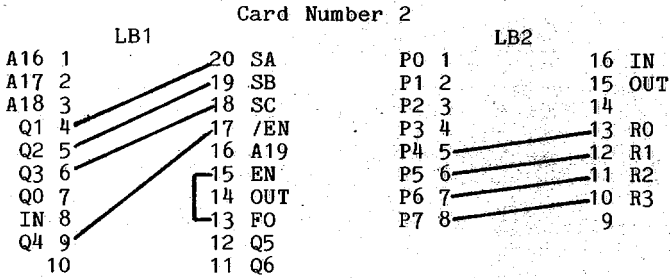 Card Number 2
LB1 LB2
A16 1 20 SA P0 1 16 IN
A17 2 19 SB P1 2 15 OUT
A18 3 18 SC P2 3 14
Q1 4 17 /EN P3 4 13 R0
Q2 5 16 A19 P4 5 12 R1
Q3 6 15 EN P5 6 11 R2
Q0 7 14 OUT P6 7 10 R3
IN 8 13 F0 P7 8 9
Q4 9 12 Q5
10 11 Q6